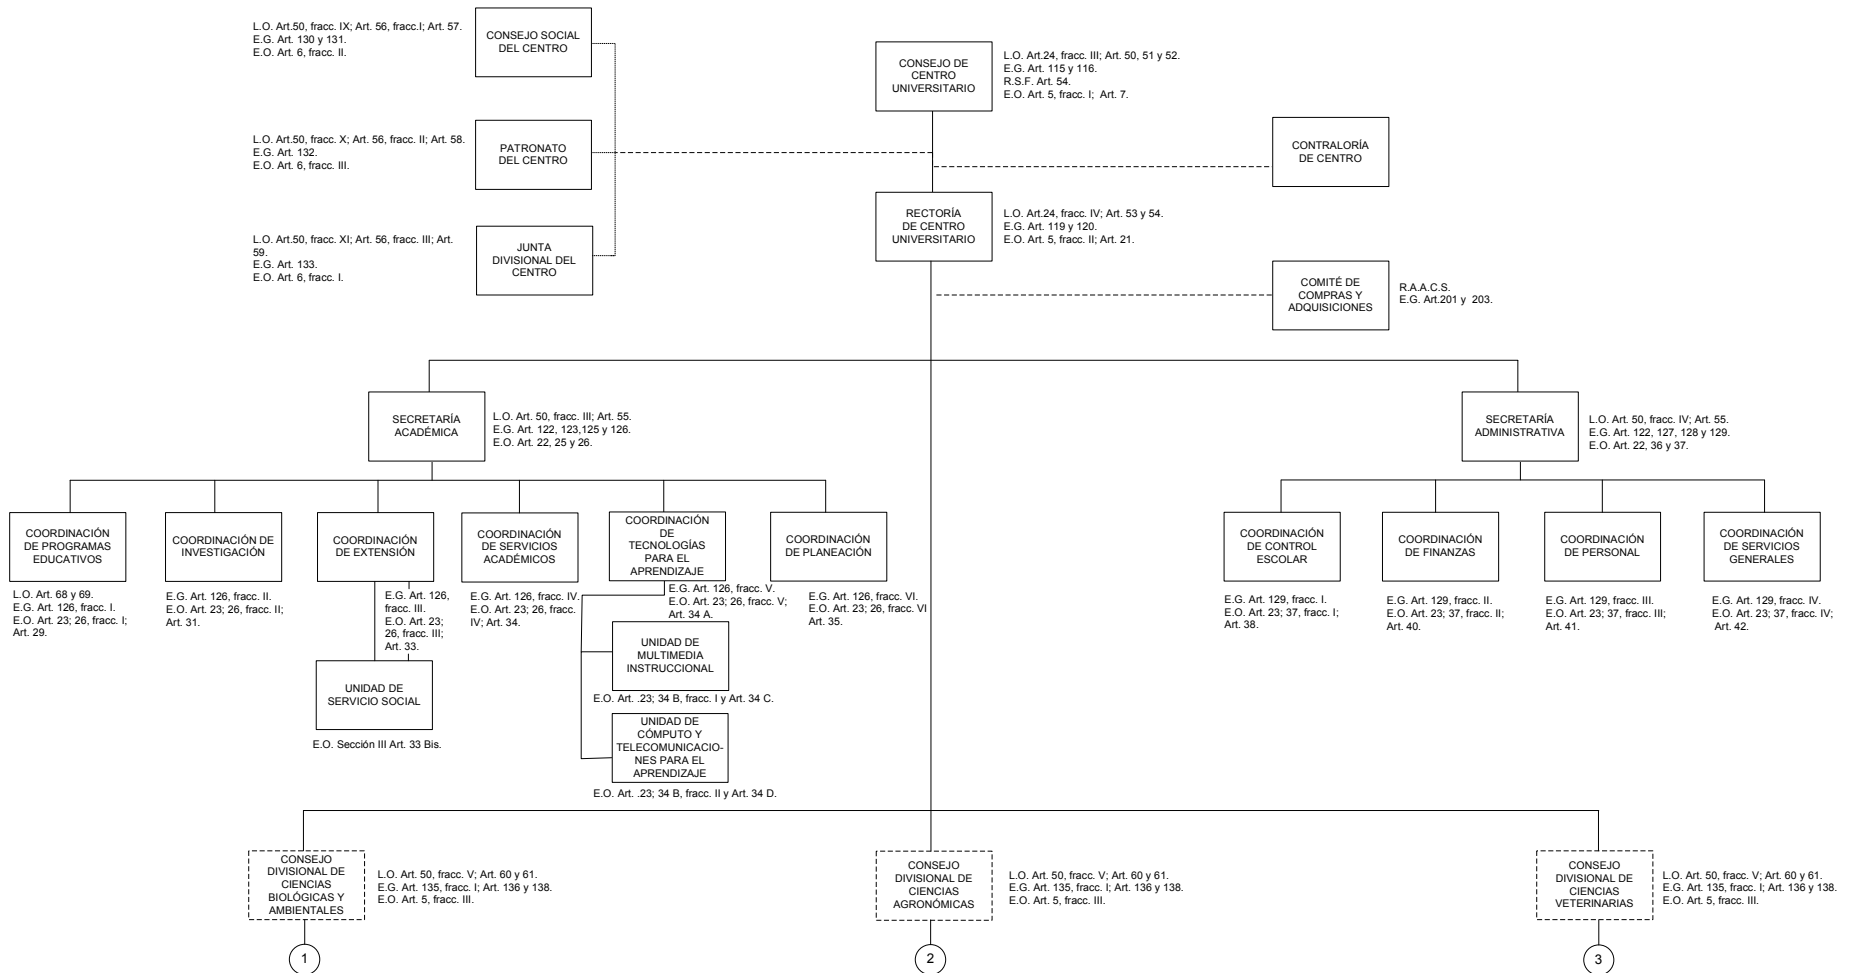 L.O. Art.50, fracc. IX; Art. 56, fracc.I; Art. 57.
E.G. Art. 130 y 131.
E.O. Art. 6, fracc. II.
CONSEJO SOCIAL
DEL CENTRO
CONSEJO DE
CENTRO
UNIVERSITARIO
L.O. Art.24, fracc. III; Art. 50, 51 y 52.
E.G. Art. 115 y 116.
R.S.F. Art. 54.
E.O. Art. 5, fracc. I;  Art. 7.
L.O. Art.50, fracc. X; Art. 56, fracc. II; Art. 58.
E.G. Art. 132.
E.O. Art. 6, fracc. III.
PATRONATO
DEL CENTRO
CONTRALORÍA
DE CENTRO
RECTORÍA
DE CENTRO
UNIVERSITARIO
L.O. Art.24, fracc. IV; Art. 53 y 54.
E.G. Art. 119 y 120.
E.O. Art. 5, fracc. II; Art. 21.
L.O. Art.50, fracc. XI; Art. 56, fracc. III; Art.
59.
E.G. Art. 133.
E.O. Art. 6, fracc. I.
JUNTA
DIVISIONAL DEL
CENTRO
COMITÉ DE
COMPRAS Y
ADQUISICIONES
R.A.A.C.S.
E.G. Art.201 y  203.
SECRETARÍA
ACADÉMICA
L.O. Art. 50, fracc. III; Art. 55.
E.G. Art. 122, 123,125 y 126.
E.O. Art. 22, 25 y 26.
SECRETARÍA
ADMINISTRATIVA
L.O. Art. 50, fracc. IV; Art. 55.
E.G. Art. 122, 127, 128 y 129.
E.O. Art. 22, 36 y 37.
COORDINACIÓN
DE PROGRAMAS
EDUCATIVOS
L.O. Art. 68 y 69.
E.G. Art. 126, fracc. I.
E.O. Art. 23; 26, fracc. I;
Art. 29.
COORDINACIÓN DE
INVESTIGACIÓN
E.G. Art. 126, fracc. II.
E.O. Art. 23; 26, fracc. II;
Art. 31.
COORDINACIÓN
DE EXTENSIÓN
E.G. Art. 126,
fracc. III.
E.O. Art. 23;
26, fracc. III;
Art. 33.
UNIDAD DE
SERVICIO SOCIAL
E.O. Sección III Art. 33 Bis.
COORDINACIÓN
DE SERVICIOS
ACADÉMICOS
E.G. Art. 126, fracc. IV.
E.O. Art. 23; 26, fracc.
IV; Art. 34.
COORDINACIÓN
DE
TECNOLOGÍAS
PARA EL
APRENDIZAJE
E.G. Art. 126, fracc. V.
E.O. Art. 23; 26, fracc. V;
Art. 34 A.
UNIDAD DE
MULTIMEDIA
INSTRUCCIONAL
E.O. Art. .23; 34 B, fracc. I y Art. 34 C.
UNIDAD DE
CÓMPUTO Y
TELECOMUNICACIO-
NES PARA EL
APRENDIZAJE
E.O. Art. .23; 34 B, fracc. II y Art. 34 D.
COORDINACIÓN
DE PLANEACIÓN
E.G. Art. 126, fracc. VI.
E.O. Art. 23; 26, fracc. VI
Art. 35.
COORDINACIÓN
DE CONTROL
ESCOLAR
E.G. Art. 129, fracc. I.
E.O. Art. 23; 37, fracc. I;
Art. 38.
COORDINACIÓN
DE FINANZAS
E.G. Art. 129, fracc. II.
E.O. Art. 23; 37, fracc. II;
Art. 40.
COORDINACIÓN
DE PERSONAL
E.G. Art. 129, fracc. III.
E.O. Art. 23; 37, fracc. III;
Art. 41.
COORDINACIÓN
DE SERVICIOS
GENERALES
E.G. Art. 129, fracc. IV.
E.O. Art. 23; 37, fracc. IV;
Art. 42.
CONSEJO
DIVISIONAL DE
CIENCIAS
BIOLÓGICAS Y
AMBIENTALES
L.O. Art. 50, fracc. V; Art. 60 y 61.
E.G. Art. 135, fracc. I; Art. 136 y 138.
E.O. Art. 5, fracc. III.
1
CONSEJO
DIVISIONAL DE
CIENCIAS
AGRONÓMICAS
L.O. Art. 50, fracc. V; Art. 60 y 61.
E.G. Art. 135, fracc. I; Art. 136 y 138.
E.O. Art. 5, fracc. III.
2
CONSEJO
DIVISIONAL DE
CIENCIAS
VETERINARIAS
L.O. Art. 50, fracc. V; Art. 60 y 61.
E.G. Art. 135, fracc. I; Art. 136 y 138.
E.O. Art. 5, fracc. III.
3